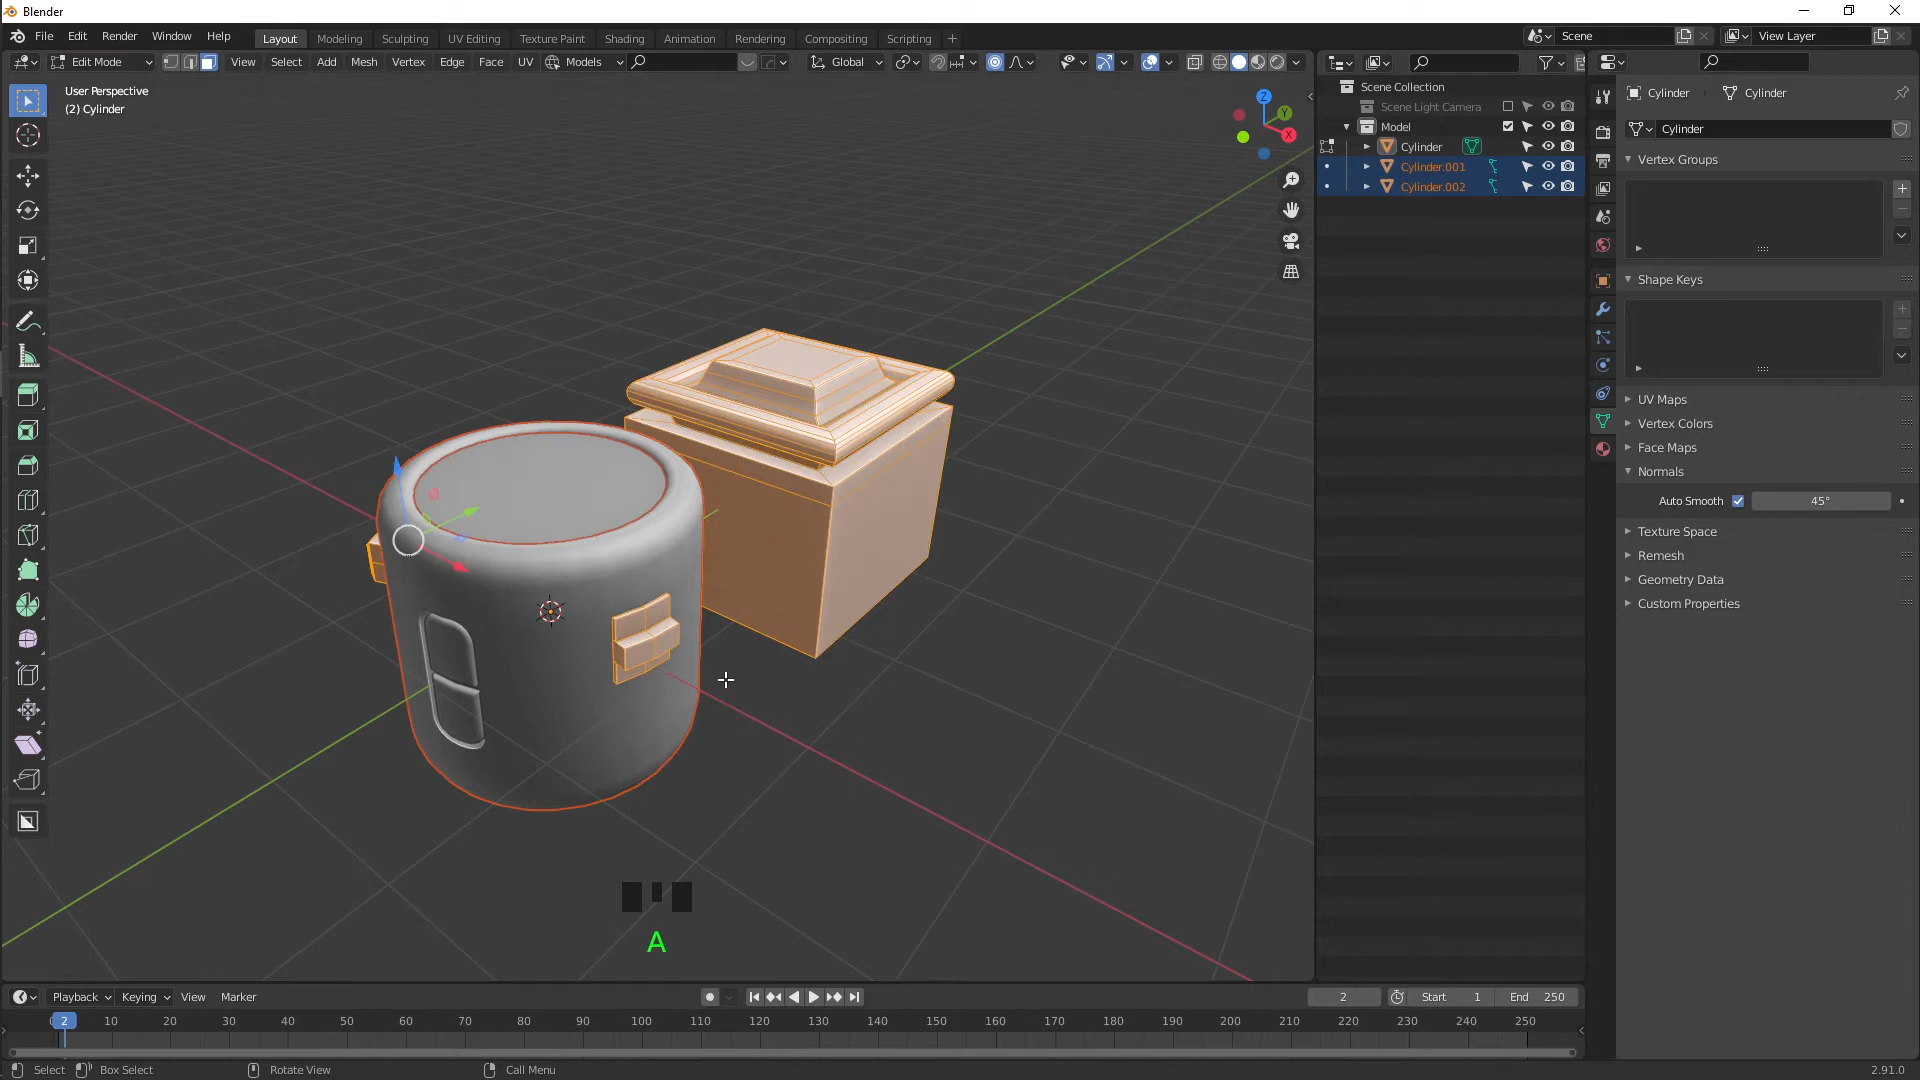 Blender
File Edit Render Window Help
Layout Modeling Sculpting UV Editing Texture Paint Shading Animation Rendering Compositing Scripting +
Scene
View Layer
Edit Mode
View Select Add Mesh Vertex Edge Face UV
Models
Global
User Perspective
(2) Cylinder
Z
Y
X
Scene Collection
Scene Light Camera
Model
Cylinder
Cylinder.001
Cylinder.002
Cylinder Cylinder
Cylinder
Vertex Groups
Shape Keys
UV Maps
Vertex Colors
Face Maps
Normals
Auto Smooth 45°
Texture Space
Remesh
Geometry Data
Custom Properties
A
Playback Keying View Marker
2 Start 1 End 250
2 10 20 30 40 50 60 70 80 90 100 110 120 130 140 150 160 170 180 190 200 210 220 230 240 250
Select Box Select Rotate View Call Menu 2.91.0